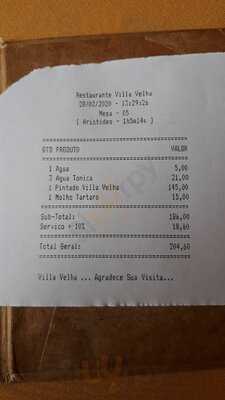 Restaurante Villa Velha
08/02/2020 - 13:29:26
Mesa - 05
[ Aristides - 1h5m14s ]
==============================
QTD PRODUTO VALOR
==============================
1 Agua 5,00
3 Agua Tonica 21,00
1 Pintado Villa Velha 145,00
1 Molho Tartaro 15,00
==============================
Sub-Total: 186,00
Servico + 10% 18,60
==============================
Total Geral: 204,60
==============================
Villa Velha ... Agradece Sua Visita...